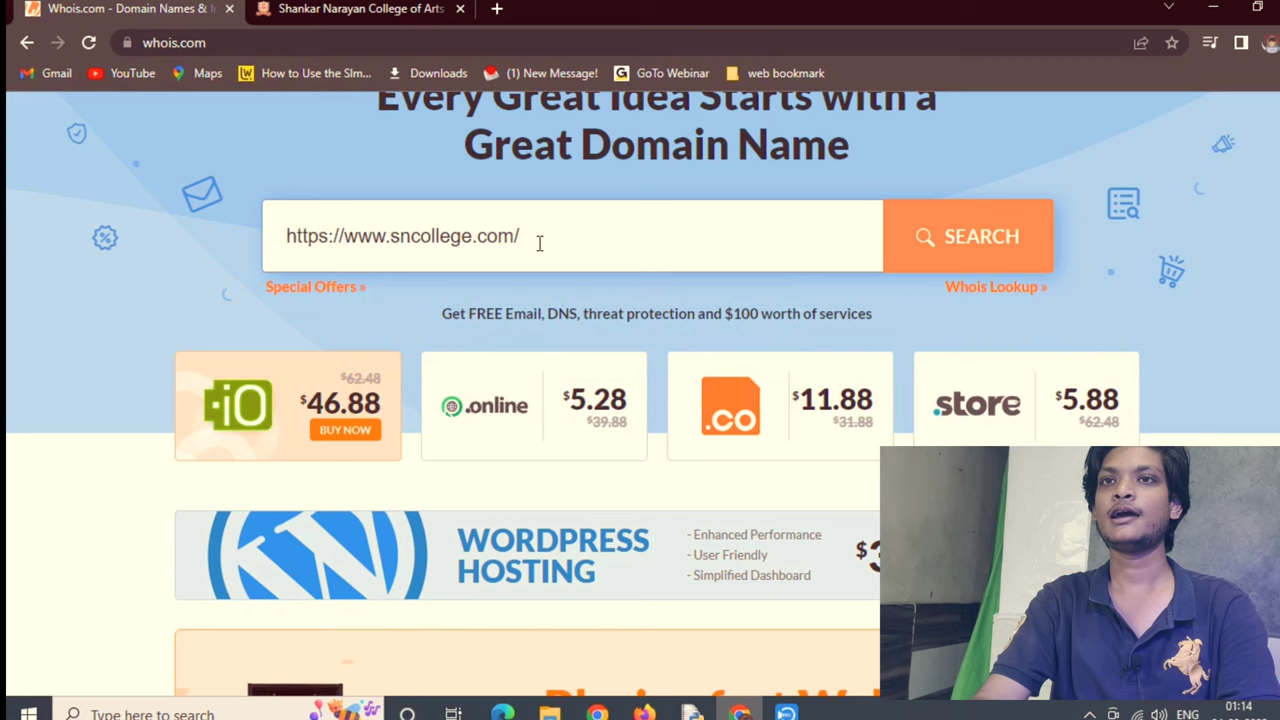 Whois.com - Domain Names &
Shankar Narayan College of Arts
whois.com
Gmail
YouTube
Maps
How to Use the SIm...
Downloads
(1) New Message!
GoTo Webinar
web bookmark
Every Great Idea Starts with a
Great Domain Name
https://www.sncollege.com/
SEARCH
Special Offers »
Whois Lookup »
Get FREE Email, DNS, threat protection and $100 worth of services
.iO
$62.48
$46.88
BUY NOW
.online
$5.28
$39.88
.co
$11.88
$31.88
.store
$5.88
$62.48
WORDPRESS
HOSTING
- Enhanced Performance
- User Friendly
- Simplified Dashboard
Type here to search
ENG
01:14